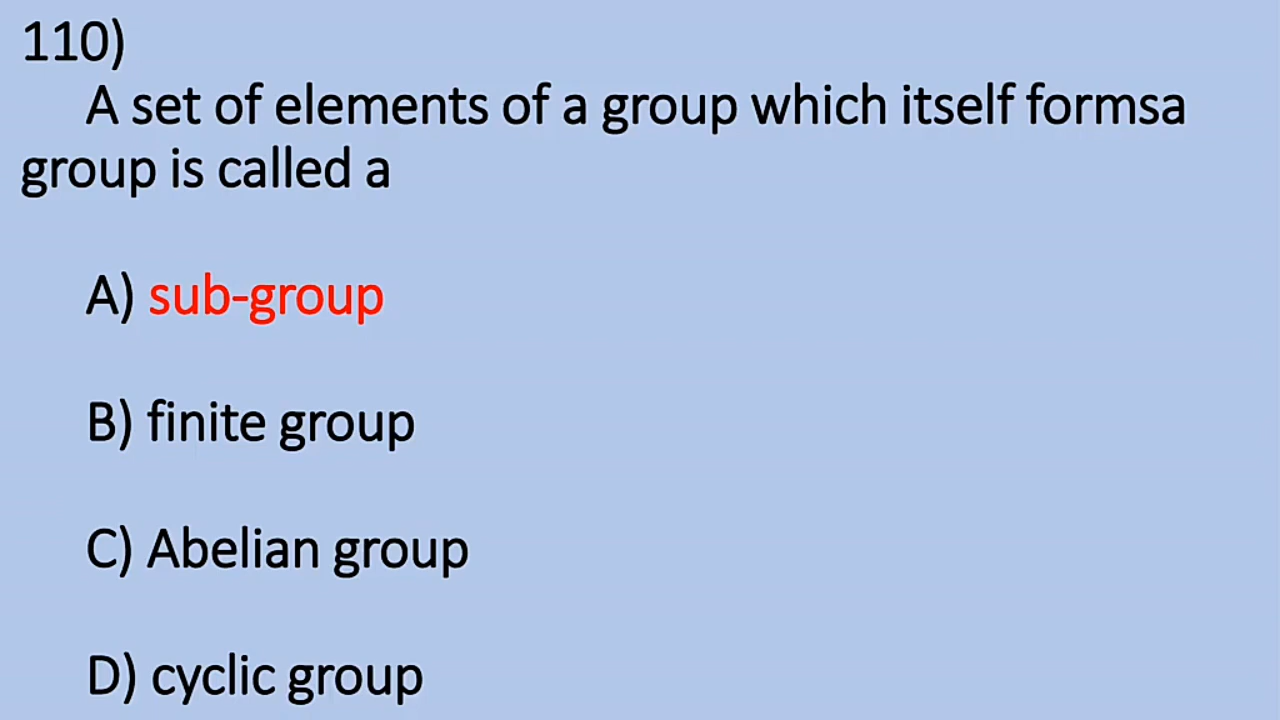 110)
A set of elements of a group which itself formsa
group is called a
A) sub-group
B) finite group
C) Abelian group
D) cyclic group